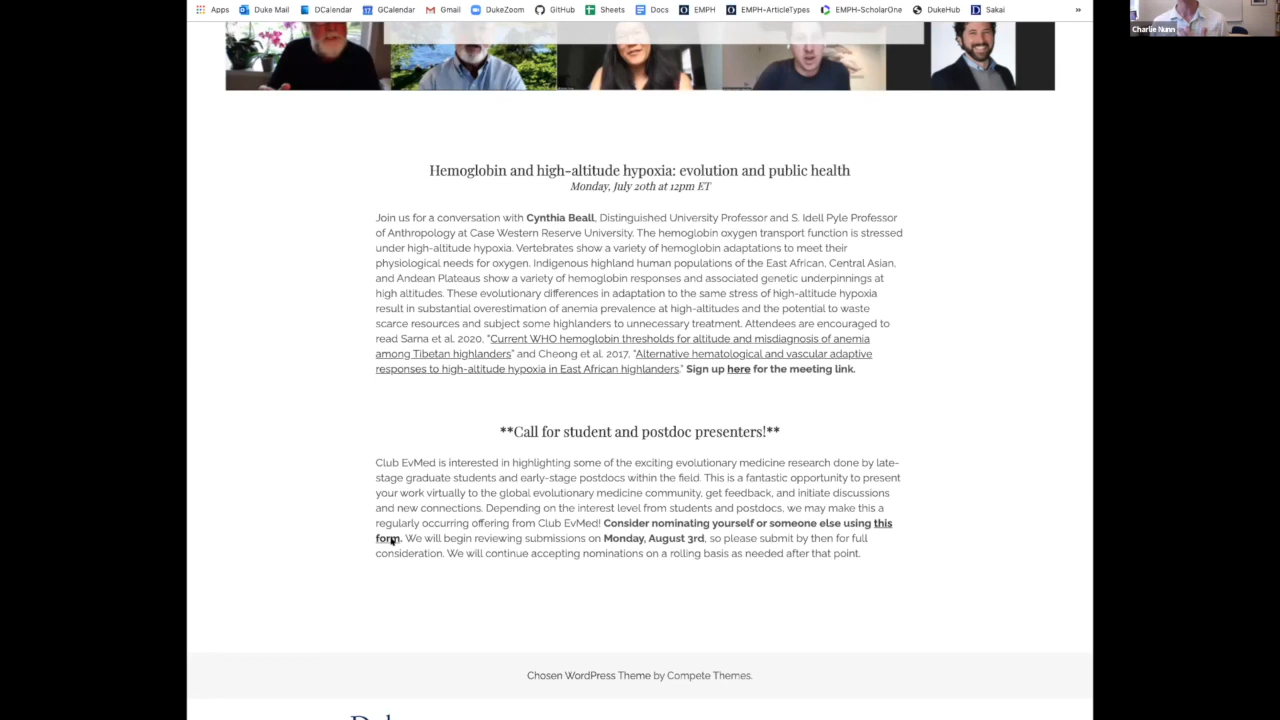 Apps Duke Mail DCalendar GCalendar Gmail DukeZoom GitHub Sheets Docs EMPH EMPH-ArticleTypes EMPH-ScholarOne DukeHub Sakai »
Charlie Nunn
Hemoglobin and high-altitude hypoxia: evolution and public health
Monday, July 20th at 12pm ET
Join us for a conversation with Cynthia Beall, Distinguished University Professor and S. Idell Pyle Professor
of Anthropology at Case Western Reserve University. The hemoglobin oxygen transport function is stressed
under high-altitude hypoxia. Vertebrates show a variety of hemoglobin adaptations to meet their
physiological needs for oxygen. Indigenous highland human populations of the East African, Central Asian,
and Andean Plateaus show a variety of hemoglobin responses and associated genetic underpinnings at
high altitudes. These evolutionary differences in adaptation to the same stress of high-altitude hypoxia
result in substantial overestimation of anemia prevalence at high-altitudes and the potential to waste
scarce resources and subject some highlanders to unnecessary treatment. Attendees are encouraged to
read Sarna et al. 2020, "Current WHO hemoglobin thresholds for altitude and misdiagnosis of anemia
among Tibetan highlanders" and Cheong et al. 2017, "Alternative hematological and vascular adaptive
responses to high-altitude hypoxia in East African highlanders." Sign up here for the meeting link.
**Call for student and postdoc presenters!**
Club EvMed is interested in highlighting some of the exciting evolutionary medicine research done by late-
stage graduate students and early-stage postdocs within the field. This is a fantastic opportunity to present
your work virtually to the global evolutionary medicine community, get feedback, and initiate discussions
and new connections. Depending on the interest level from students and postdocs, we may make this a
regularly occurring offering from Club EvMed! Consider nominating yourself or someone else using this
form. We will begin reviewing submissions on Monday, August 3rd, so please submit by then for full
consideration. We will continue accepting nominations on a rolling basis as needed after that point.
Chosen WordPress Theme by Compete Themes.